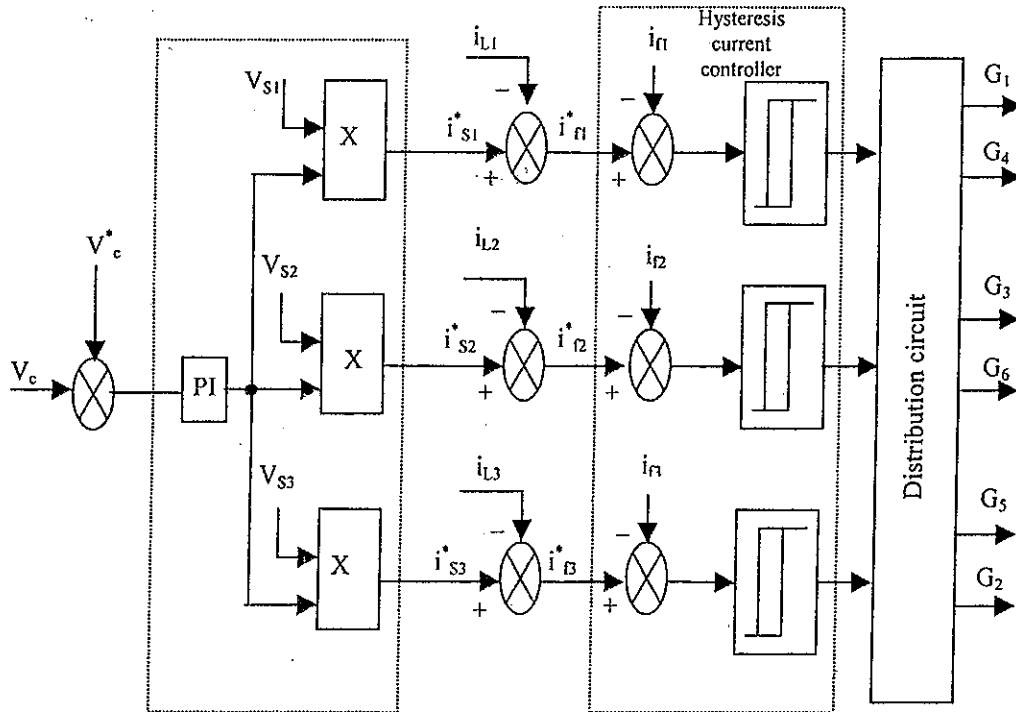 Hysteresis
current
controller
i_L1
i_f1
V_S1
X
i*_S1
i*_f1
−
−
+
+
G_1
G_4
V*_c
V_c
PI
V_S2
X
i_L2
i_f2
i*_S2
i*_f2
−
−
+
+
G_3
G_6
V_S3
X
i_L3
i_f3
i*_S3
i*_f3
−
−
+
+
Distribution circuit
G_5
G_2